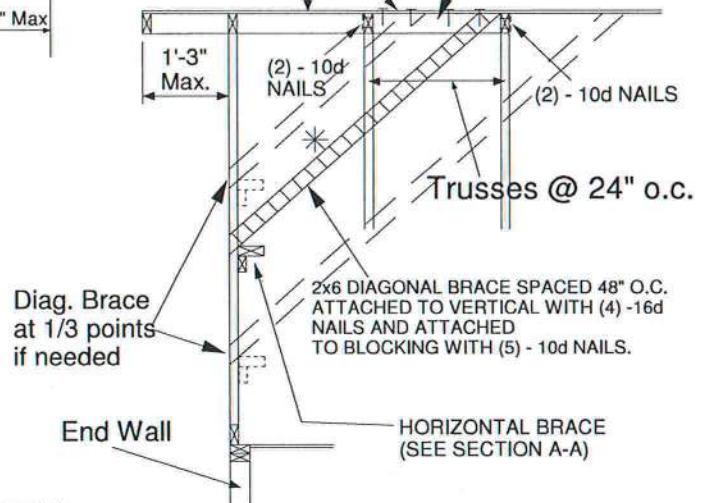 " Max
1'-3"
Max.
(2) - 10d
NAILS
(2) - 10d NAILS
Trusses @ 24" o.c.
2x6 DIAGONAL BRACE SPACED 48" O.C.
ATTACHED TO VERTICAL WITH (4) -16d
NAILS AND ATTACHED
TO BLOCKING WITH (5) - 10d NAILS.
Diag. Brace
at 1/3 points
if needed
End Wall
HORIZONTAL BRACE
(SEE SECTION A-A)